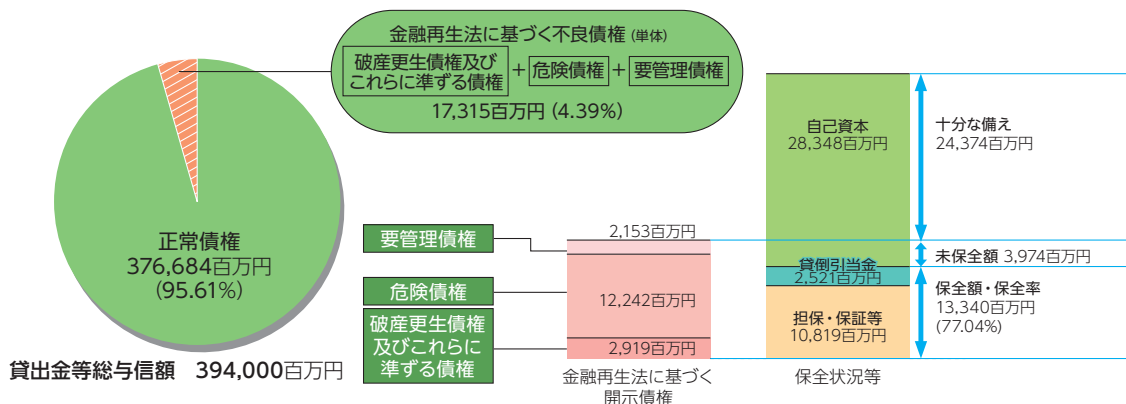 金融再生法に基づく不良債権 (単体)
破産更生債権及び
これらに準ずる債権
+
危険債権
+
要管理債権
17,315百万円 (4.39%)
正常債権
376,684百万円
(95.61%)
貸出金等総与信額 394,000百万円
要管理債権
危険債権
破産更生債権
及びこれらに
準ずる債権
2,153百万円
12,242百万円
2,919百万円
金融再生法に基づく
開示債権
自己資本
28,348百万円
貸倒引当金
2,521百万円
担保・保証等
10,819百万円
保全状況等
十分な備え
24,374百万円
未保全額 3,974百万円
保全額・保全率
13,340百万円
(77.04%)